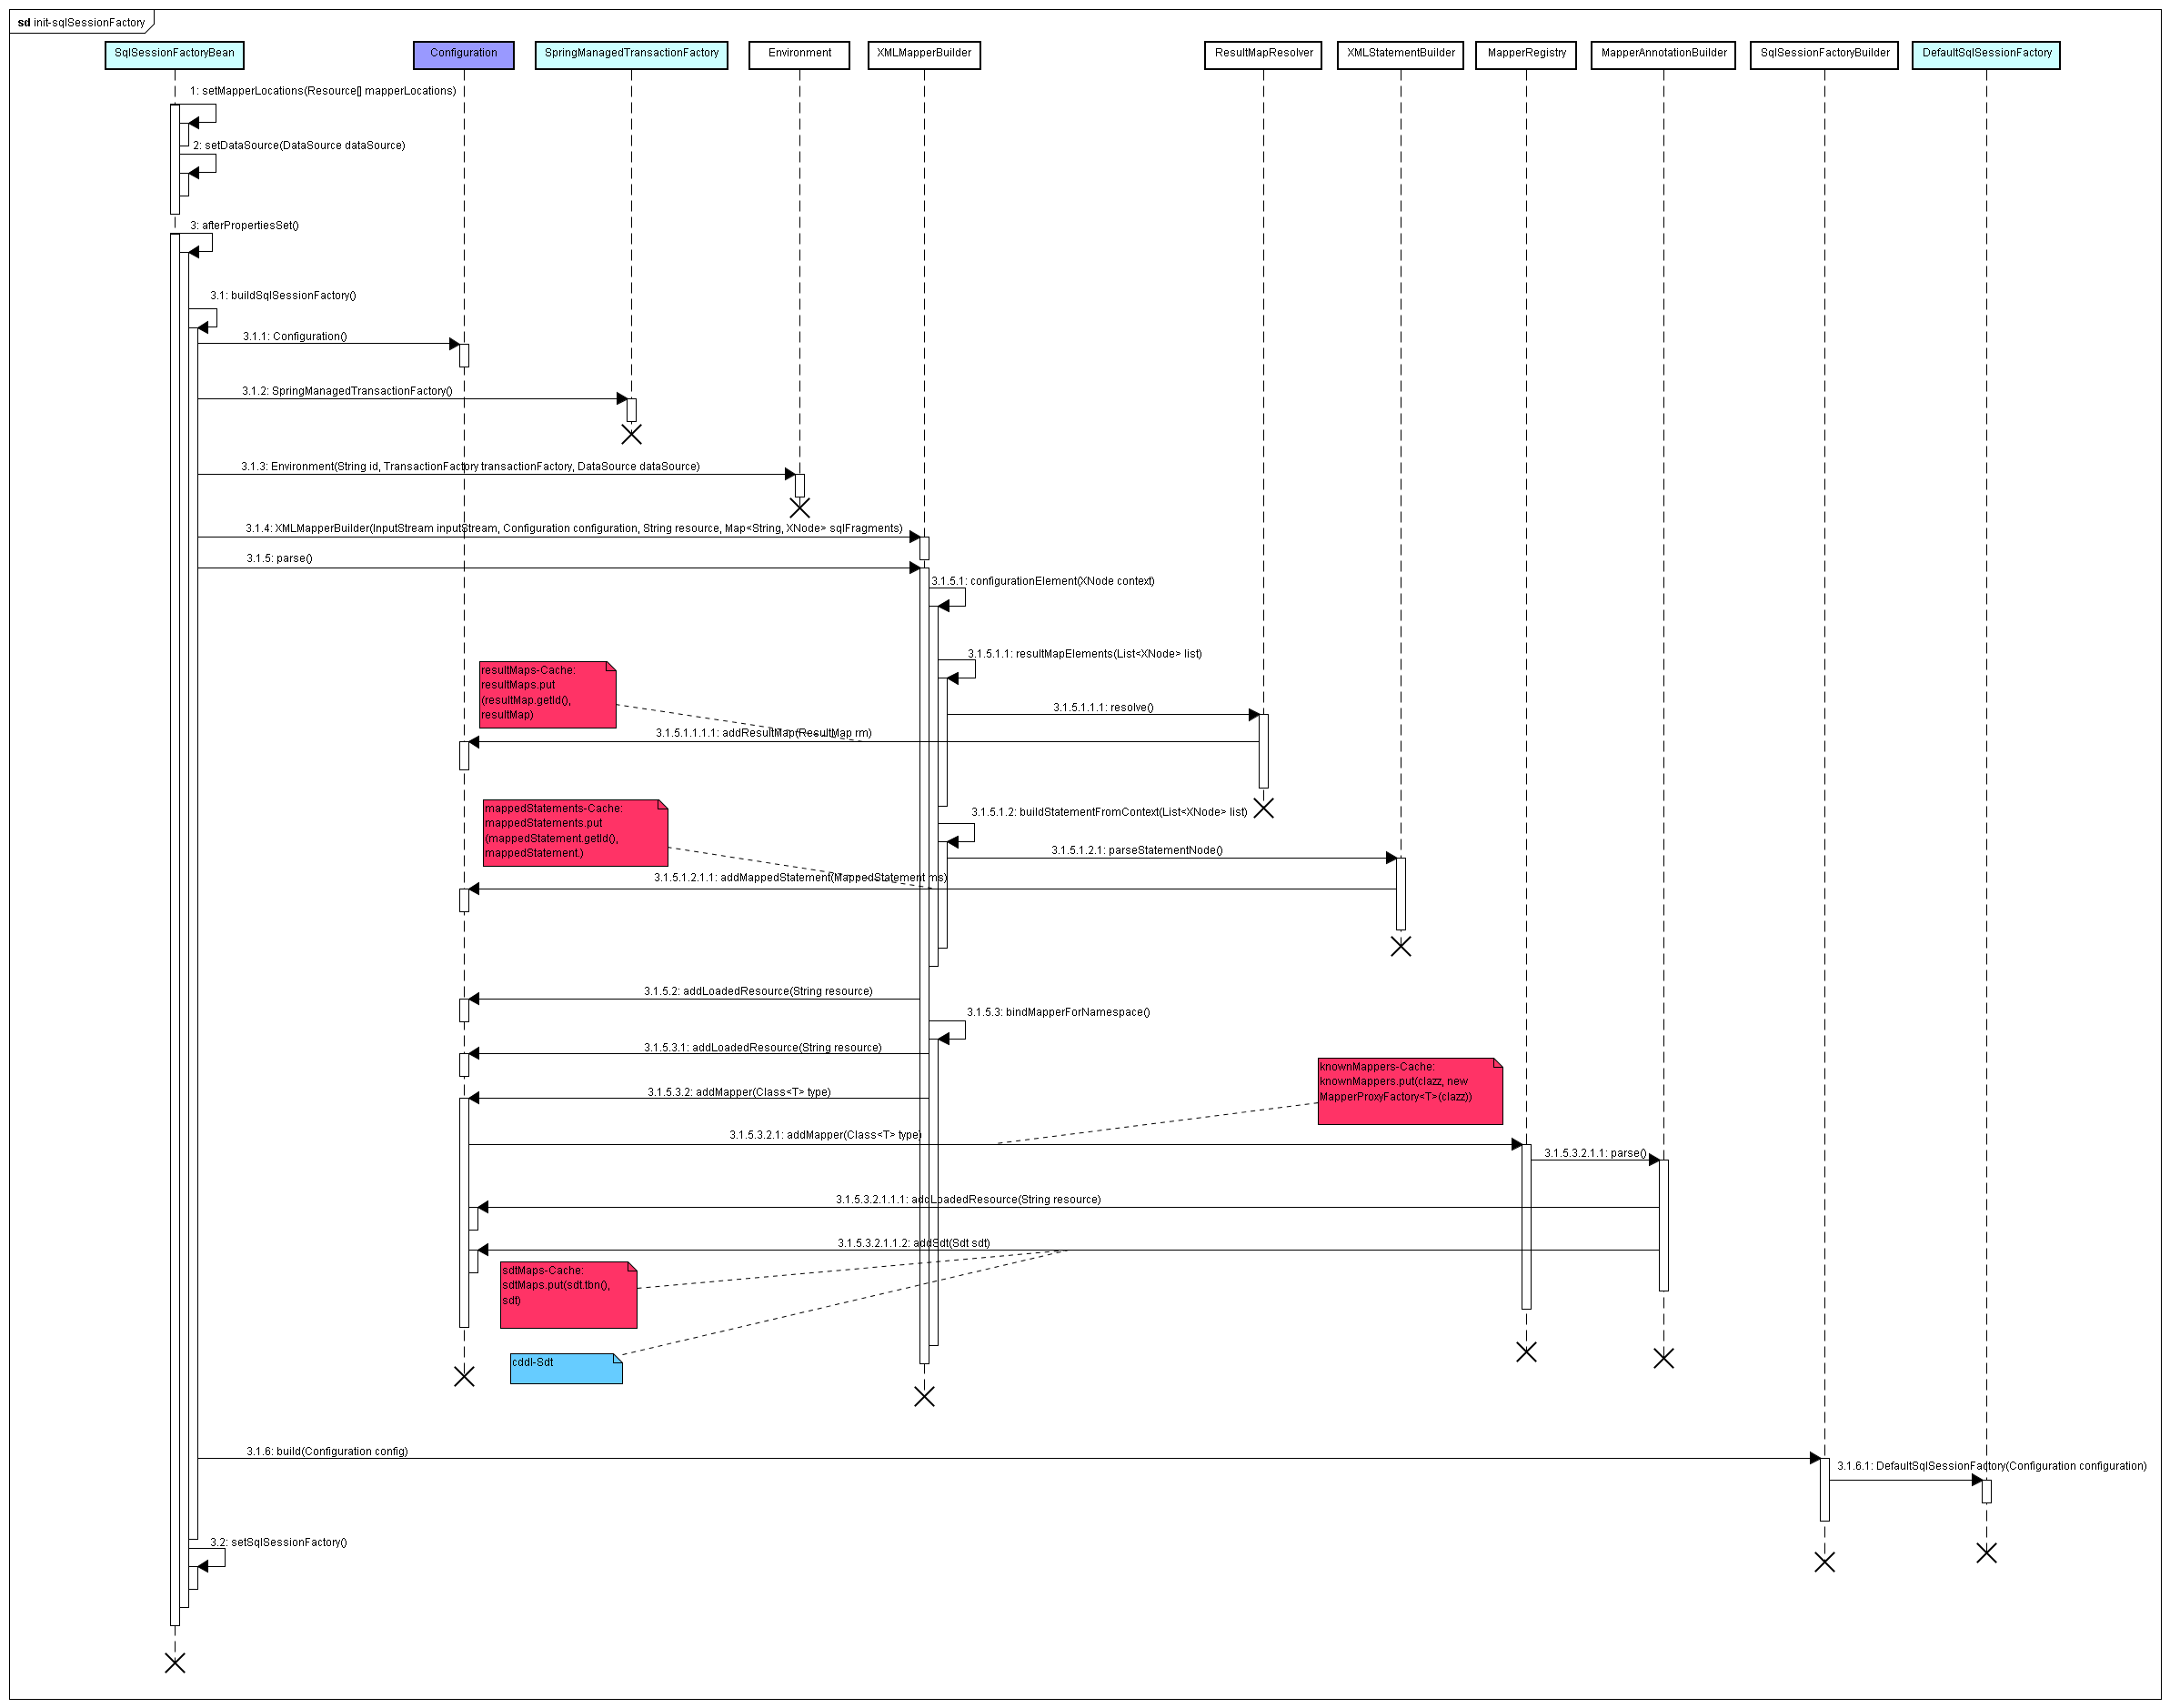 sd init-sqlSessionFactory
SqlSessionFactoryBean
Configuration
SpringManagedTransactionFactory
Environment
XMLMapperBuilder
ResultMapResolver
XMLStatementBuilder
MapperRegistry
MapperAnnotationBuilder
SqlSessionFactoryBuilder
DefaultSqlSessionFactory
1: setMapperLocations(Resource[] mapperLocations)
2: setDataSource(DataSource dataSource)
3: afterPropertiesSet()
3.1: buildSqlSessionFactory()
3.1.1: Configuration()
3.1.2: SpringManagedTransactionFactory()
3.1.3: Environment(String id, TransactionFactory transactionFactory, DataSource dataSource)
3.1.4: XMLMapperBuilder(InputStream inputStream, Configuration configuration, String resource, Map<String, XNode> sqlFragments)
3.1.5: parse()
3.1.5.1: configurationElement(XNode context)
3.1.5.1.1: resultMapElements(List<XNode> list)
resultMaps-Cache:
resultMaps.put
(resultMap.getId(),
resultMap)
3.1.5.1.1.1: resolve()
3.1.5.1.1.1.1: addResultMap(ResultMap rm)
mappedStatements-Cache:
mappedStatements.put
(mappedStatement.getId(),
mappedStatement.)
3.1.5.1.2: buildStatementFromContext(List<XNode> list)
3.1.5.1.2.1: parseStatementNode()
3.1.5.1.2.1.1: addMappedStatement(MappedStatement ms)
3.1.5.2: addLoadedResource(String resource)
3.1.5.3: bindMapperForNamespace()
3.1.5.3.1: addLoadedResource(String resource)
knownMappers-Cache:
knownMappers.put(clazz, new
MapperProxyFactory<T>(clazz))
3.1.5.3.2: addMapper(Class<T> type)
3.1.5.3.2.1: addMapper(Class<T> type)
3.1.5.3.2.1.1: parse()
3.1.5.3.2.1.1.1: addLoadedResource(String resource)
3.1.5.3.2.1.1.2: addSdt(Sdt sdt)
sdtMaps-Cache:
sdtMaps.put(sdt.tbn(),
sdt)
cddl-Sdt
3.1.6: build(Configuration config)
3.1.6.1: DefaultSqlSessionFactory(Configuration configuration)
3.2: setSqlSessionFactory()